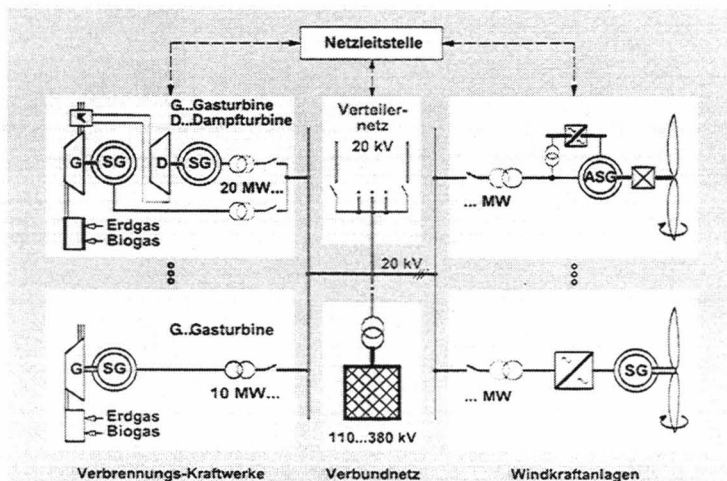 Netzleitstelle
G...Gasturbine
D...Dampfturbine
K
G
SG
D
SG
20 MW...
Erdgas
Biogas
Verteiler-
netz
20 kV
ASG
... MW
20 kV
G..Gasturbine
G
SG
10 MW...
Erdgas
Biogas
110...380 kV
... MW
SG
Verbrennungs-Kraftwerke
Verbundnetz
Windkraftanlagen